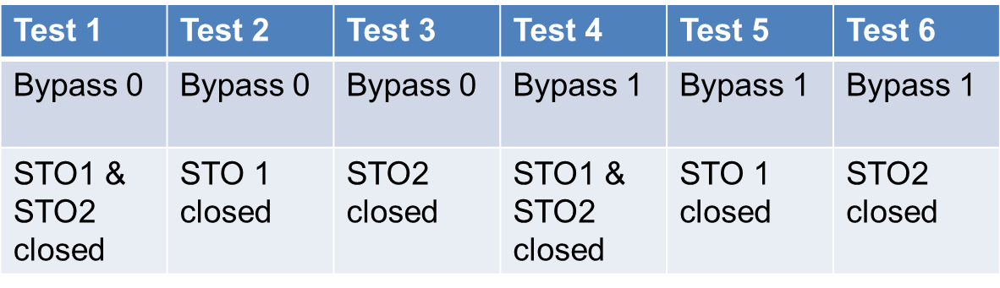 Test 1 Test 2 Test 3 Test 4 Test 5 Test 6
Bypass 0 Bypass 0 Bypass 0 Bypass 1 Bypass 1 Bypass 1
STO1 & STO 1 STO2 STO1 & STO 1 STO2
STO2 closed closed STO2 closed closed
closed closed